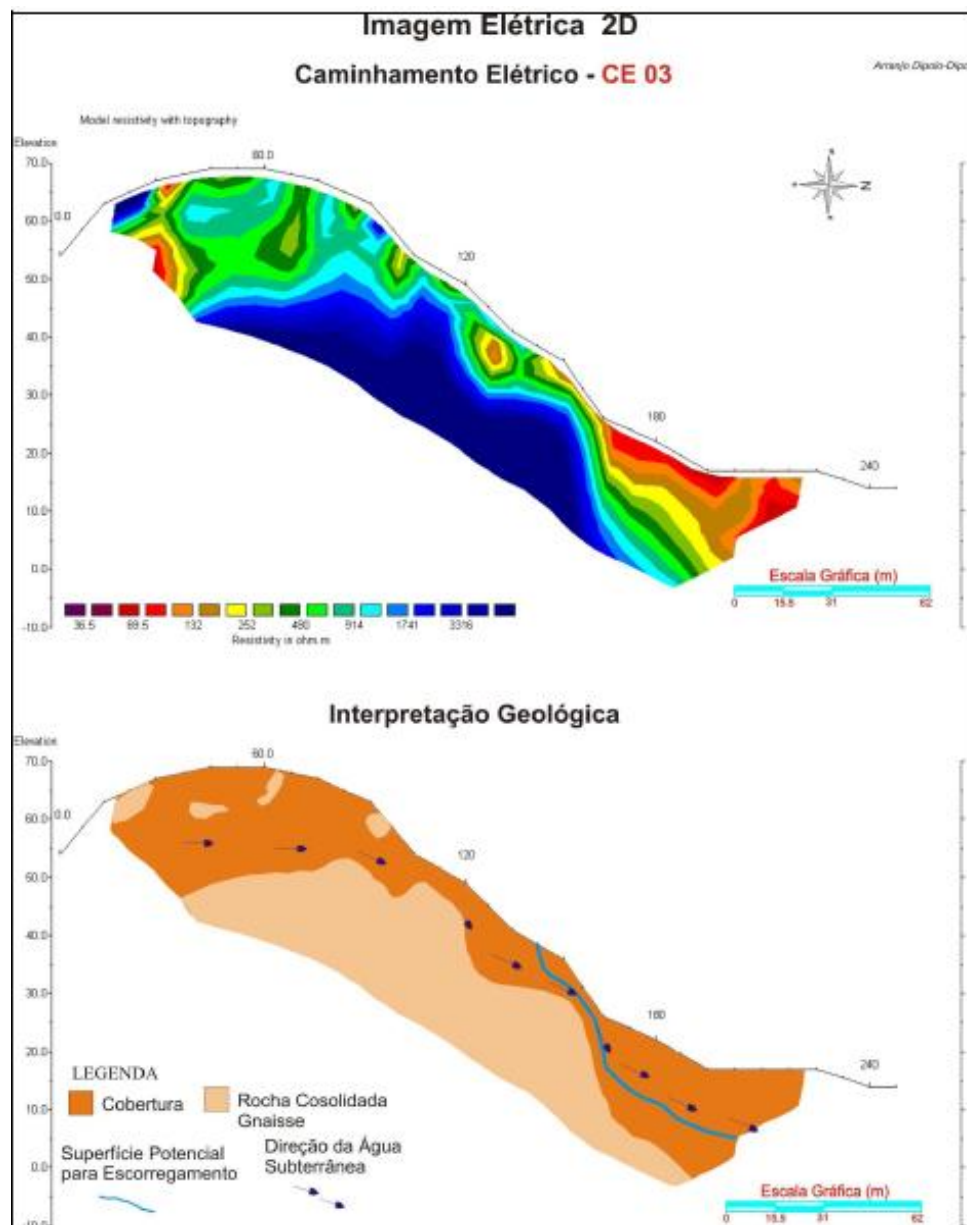 Imagem Elétrica 2D
Caminhamento Elétrico - CE 03
Arranjo Dipolo-Dipo
Model resistivity with topography
Elevation
70.0
60.0
50.0
40.0
30.0
20.0
10.0
0.0
-10.0
0.0
60.0
120
180
240
N
Escala Gráfica (m)
0 15.5 31 62
36.5 69.5 132 252 480 914 1741 3316
Resistivity in ohm.m
Interpretação Geológica
Elevation
70.0
60.0
50.0
40.0
30.0
20.0
10.0
0.0
-10.0
0.0
60.0
120
180
240
LEGENDA
Cobertura
Rocha Cosolidada
Gnaisse
Superfície Potencial
para Escorregamento
Direção da Água
Subterrânea
Escala Gráfica (m)
0 15.5 31 62